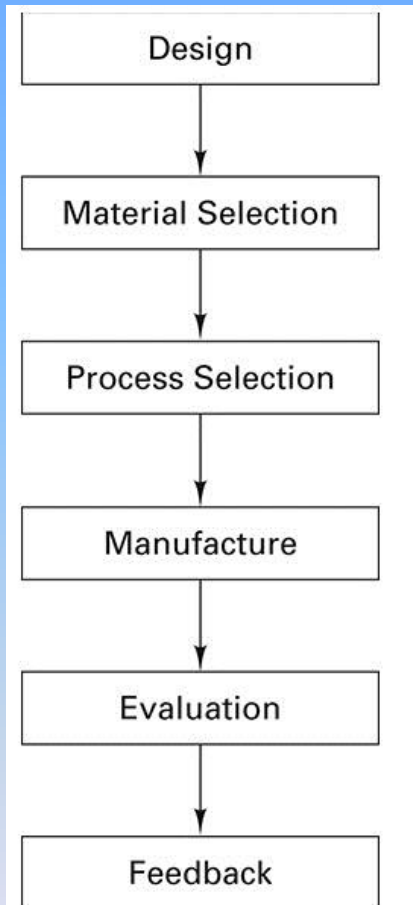 Design
Material Selection
Process Selection
Manufacture
Evaluation
Feedback